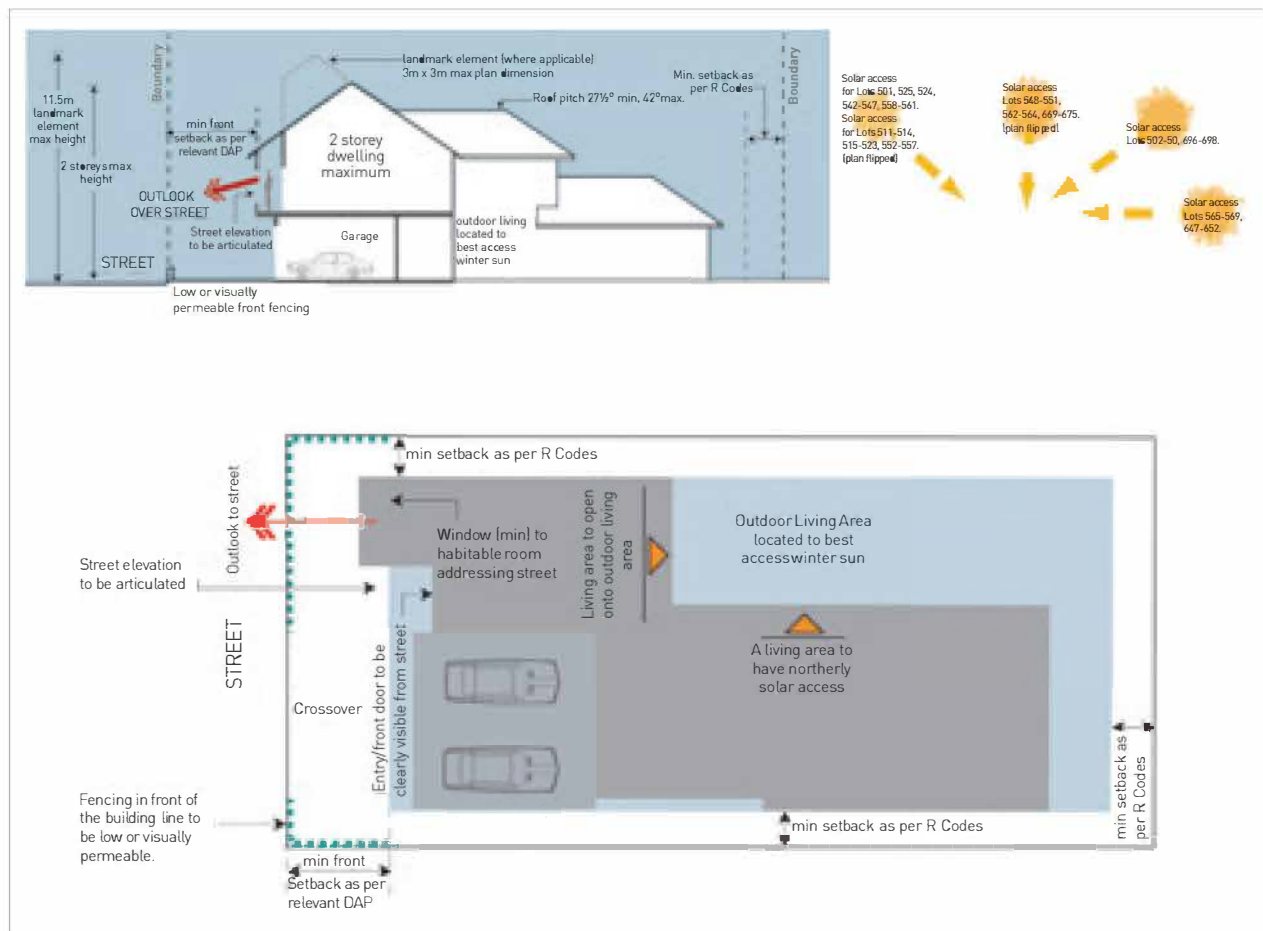 landmark element (where applicable)
3m x 3m max plan dimension
Boundary
11.5m
landmark
element
max height
min front
setback as per
relevant DAP
2 storeys max
height
2 storey
dwelling
maximum
Roof pitch 27½° min, 42°max.
Min. setback as
per R Codes
Boundary
OUTLOOK
OVER STREET
Street elevation
to be articulated
Garage
outdoor living
located to
best access
winter sun
STREET
Low or visually
permeable front fencing
Solar access
for Lots 501, 525, 524,
542-547, 558-561.
Solar access
for Lots 511-514,
515-523, 552-557.
(plan flipped)
Solar access
Lots 548-551,
562-564, 669-675.
(plan flipped)
Solar access
Lots 502-50, 696-698.
Solar access
Lots 565-569,
647-652.
min setback as per R Codes
Outlook to street
Window (min) to
habitable room
addressing street
Living area to open
onto outdoor living
area
Outdoor Living Area
located to best
access winter sun
Street elevation
to be articulated
STREET
Entry/front door to be
clearly visible from street
A living area to
have northerly
solar access
Crossover
Fencing in front of
the building line to
be low or visually
permeable.
min setback as per R Codes
min setback as
per R Codes
min front
Setback as per
relevant DAP